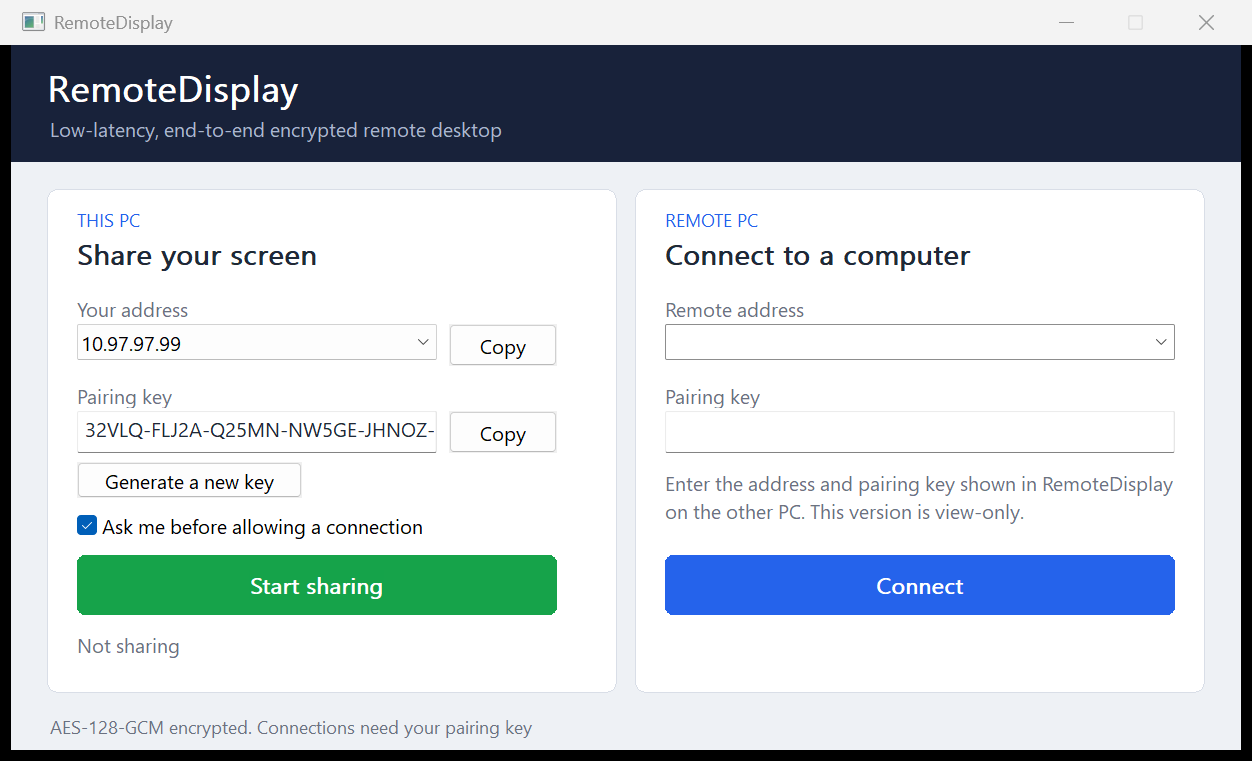 RemoteDisplay
RemoteDisplay
Low-latency, end-to-end encrypted remote desktop
THIS PC
Share your screen
Your address
10.97.97.99
Copy
Pairing key
32VLQ-FLJ2A-Q25MN-NW5GE-JHNOZ-
Copy
Generate a new key
Ask me before allowing a connection
Start sharing
Not sharing
REMOTE PC
Connect to a computer
Remote address
Pairing key
Enter the address and pairing key shown in RemoteDisplay
on the other PC. This version is view-only.
Connect
AES-128-GCM encrypted. Connections need your pairing key